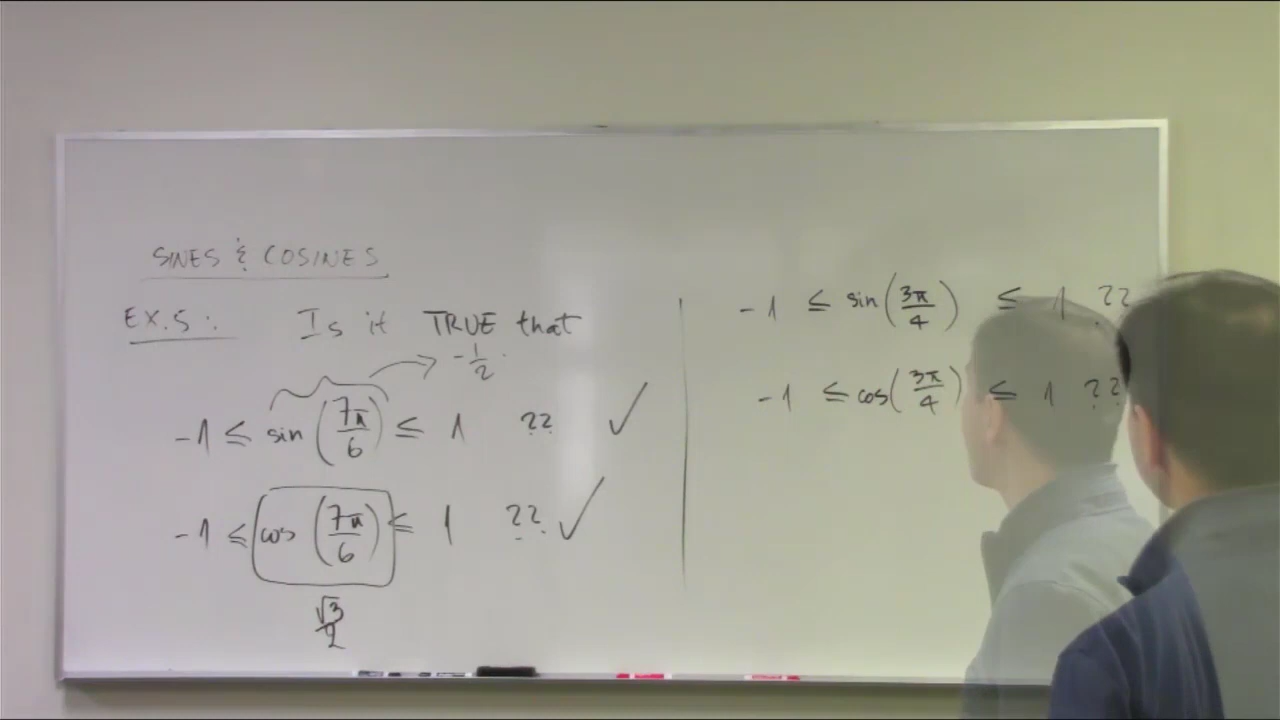 SINES & COSINES
EX.5: Is it TRUE that
-1/2
-1 ≤ sin(7π/6) ≤ 1 ?? ✓
-1 ≤ cos(7π/6) ≤ 1 ?? ✓
√3/2
-1 ≤ sin(3π/4) ≤ 1 ??
-1 ≤ cos(3π/4) ≤ 1 ??